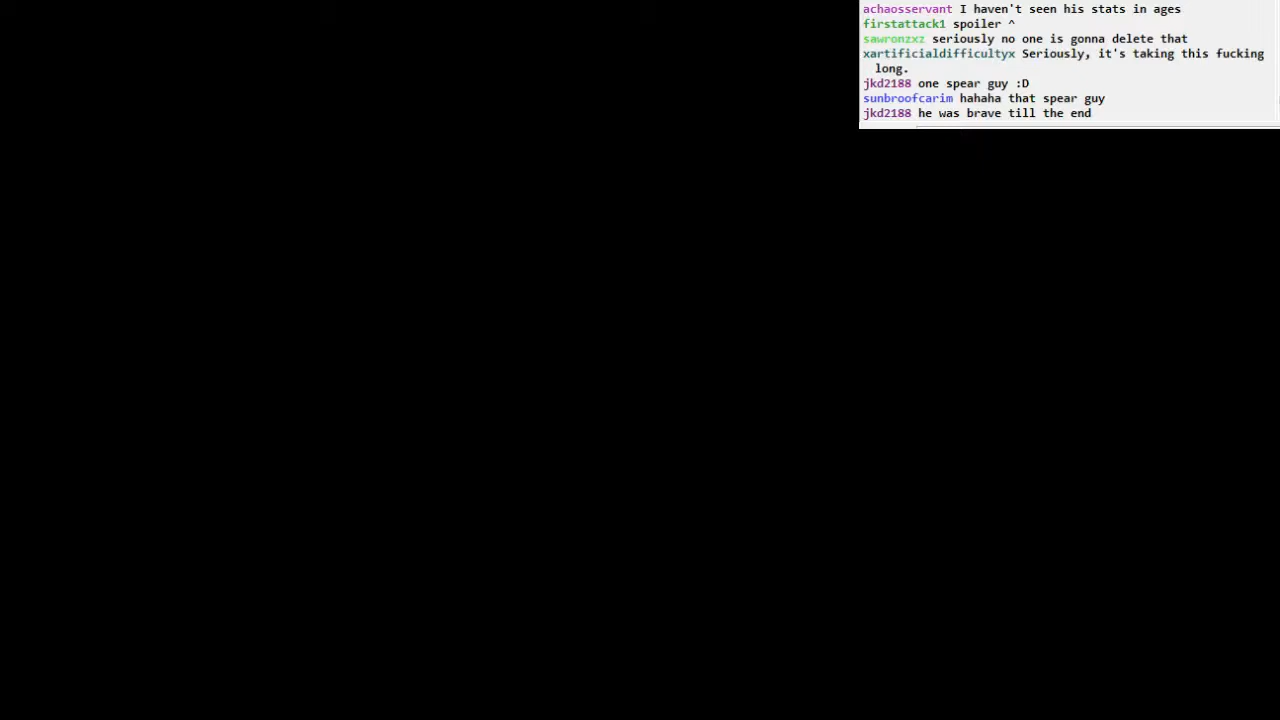 achaosservant I haven't seen his stats in ages
firstattack1 spoiler ^
sawronzxz seriously no one is gonna delete that
xartificialdifficultyx Seriously, it's taking this fucking
long.
jkd2188 one spear guy :D
sunbroofcarim hahaha that spear guy
jkd2188 he was brave till the end